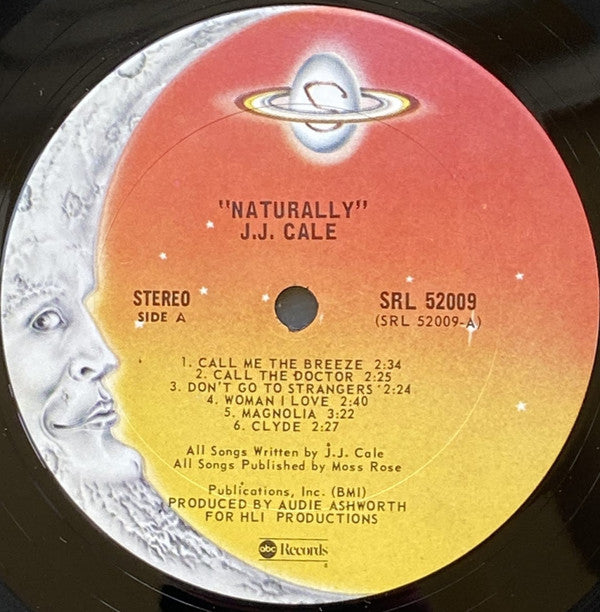 "NATURALLY"
J.J. CALE
STEREO
SIDE A
SRL 52009
(SRL 52009-A)
1. CALL ME THE BREEZE 2:34
2. CALL THE DOCTOR 2:25
3. DON'T GO TO STRANGERS 2:24
4. WOMAN I LOVE 2:40
5. MAGNOLIA 3:22
6. CLYDE 2:27
All Songs Written by J.J. Cale
All Songs Published by Moss Rose
Publications, Inc. (BMI)
PRODUCED BY AUDIE ASHWORTH
FOR HLI PRODUCTIONS
abc Records